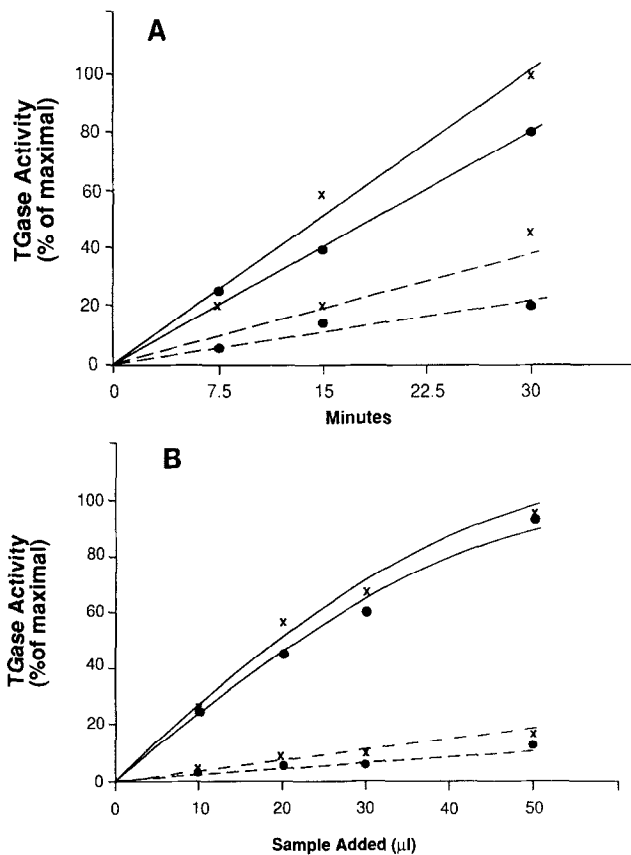 A
TGase Activity
(% of maximal)
100
80
60
40
20
0
0 7.5 15 22.5 30
Minutes
B
TGase Activity
(%of maximal)
100
80
60
40
20
0
0 10 20 30 40 50
Sample Added (μl)